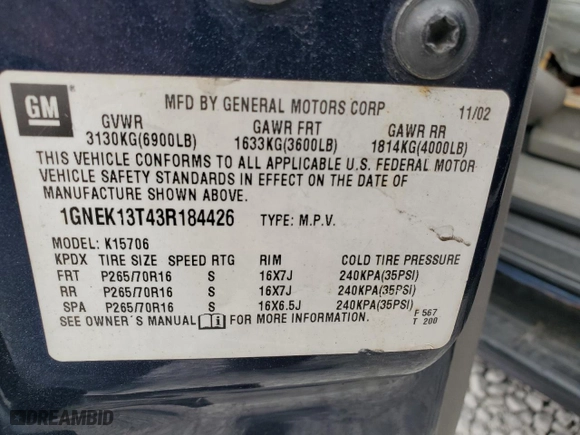 GM
MFD BY GENERAL MOTORS CORP 11/02
GVWR GAWR FRT GAWR RR
3130KG(6900LB) 1633KG(3600LB) 1814KG(4000LB)
THIS VEHICLE CONFORMS TO ALL APPLICABLE U.S. FEDERAL MOTOR
VEHICLE SAFETY STANDARDS IN EFFECT ON THE DATE OF
MANUFACTURE SHOWN ABOVE.
1GNEK13T43R184426 TYPE: M.P.V.
MODEL: K15706
KPDX TIRE SIZE SPEED RTG RIM COLD TIRE PRESSURE
FRT P265/70R16 S 16X7J 240KPA(35PSI)
RR P265/70R16 S 16X7J 240KPA(35PSI)
SPA P265/70R16 S 16X6.5J 240KPA(35PSI)
SEE OWNER'S MANUAL i FOR MORE INFORMATION.
F 567
T 200
DREAMBID